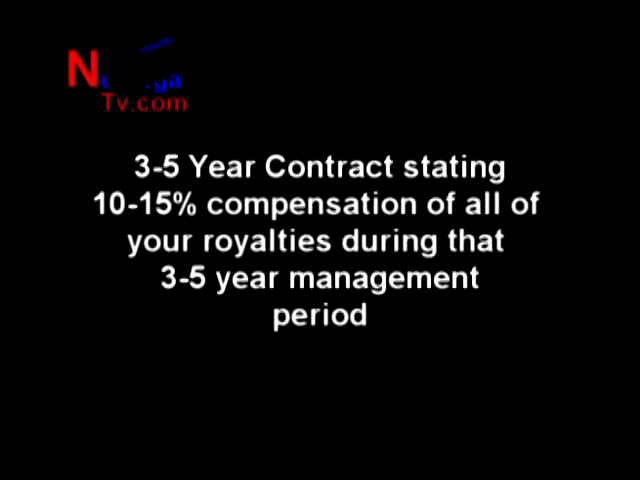 Tv.com
3-5 Year Contract stating
10-15% compensation of all of
your royalties during that
3-5 year management
period